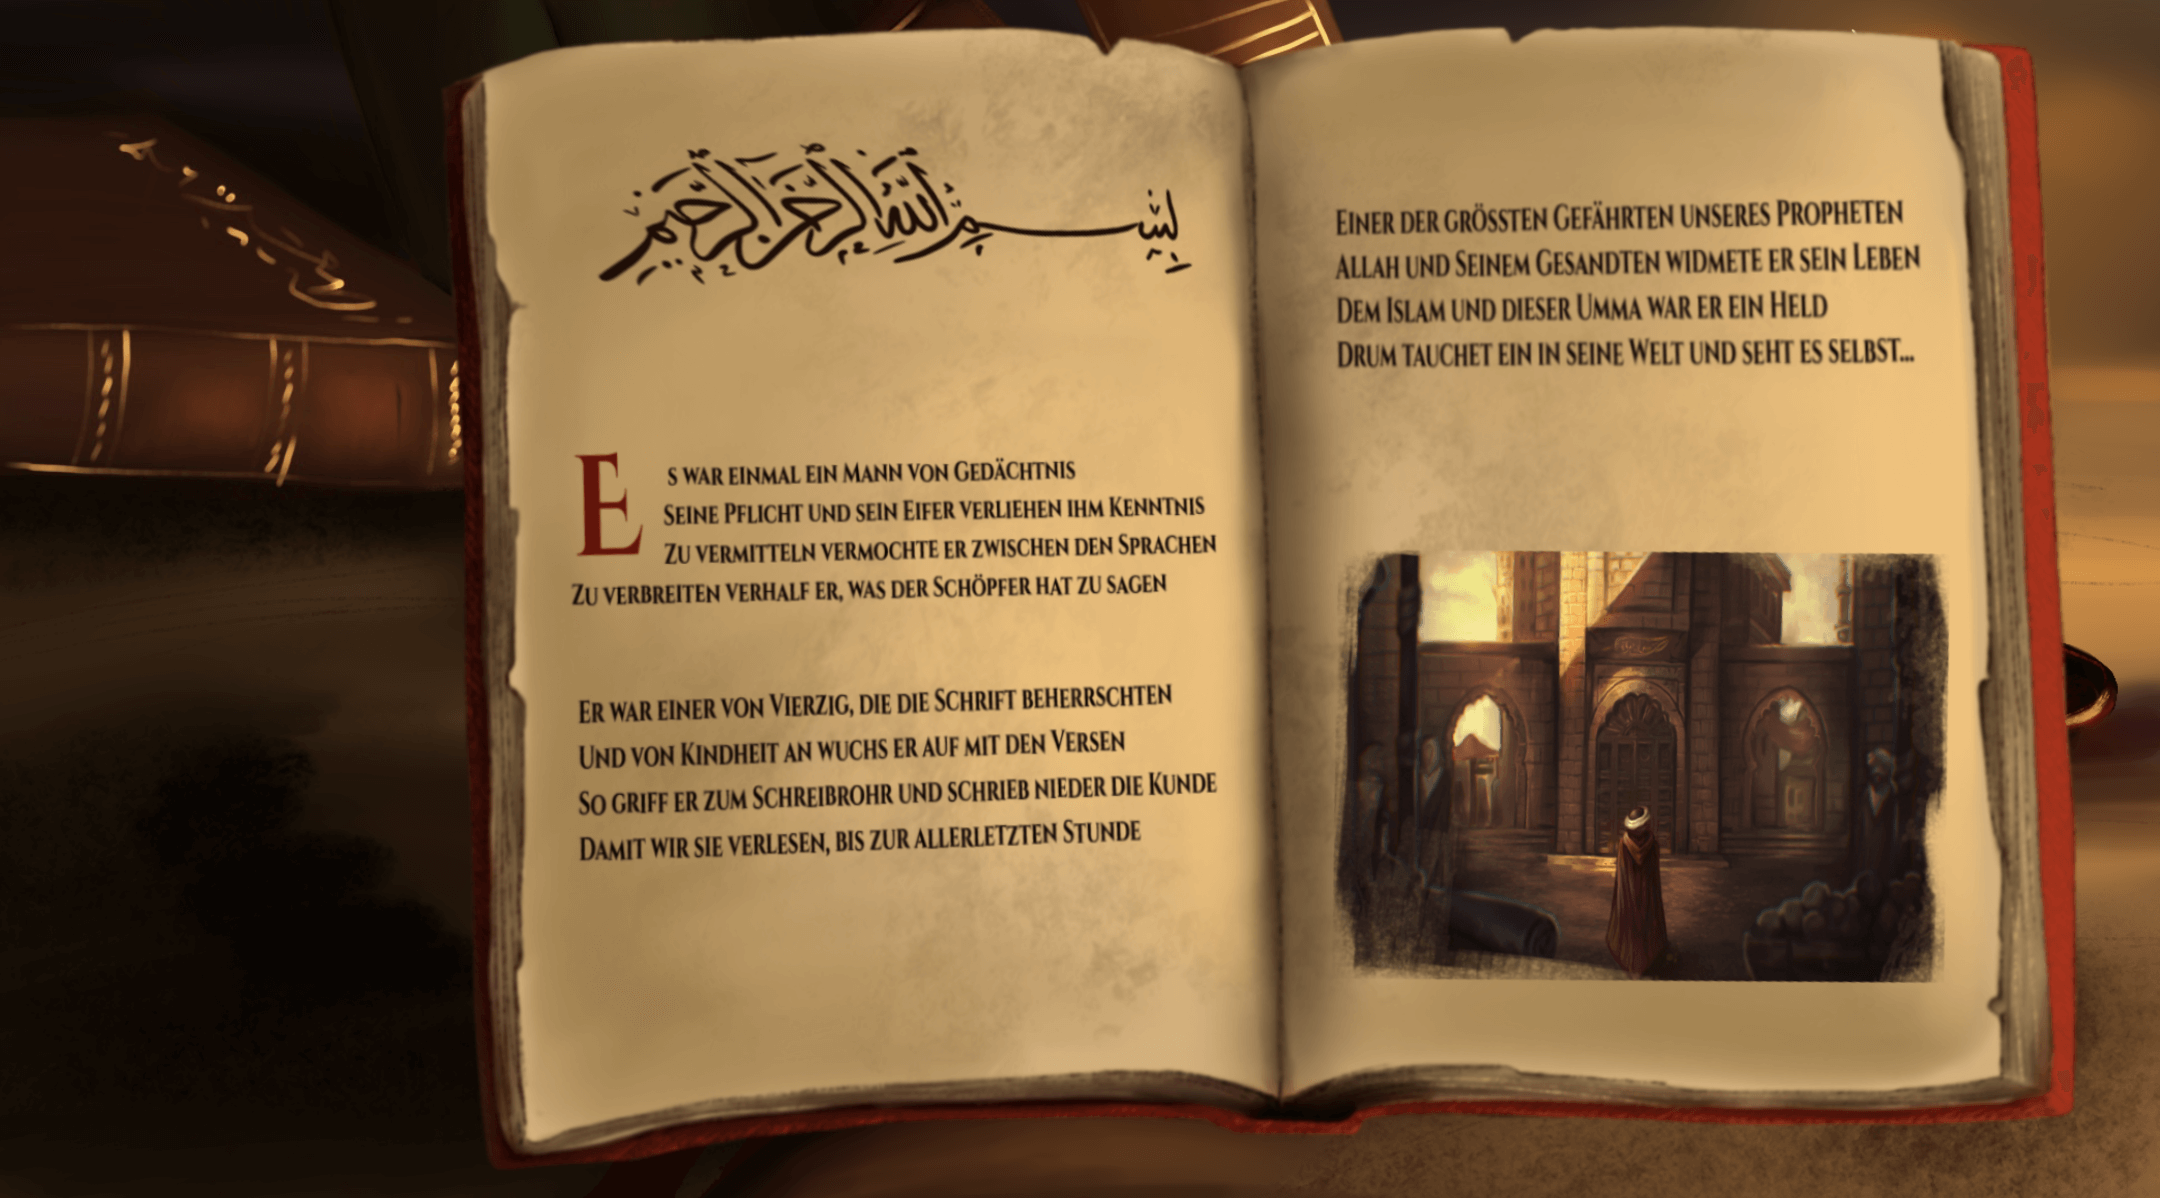 بِسْمِ اللَّهِ الرَّحْمَٰنِ الرَّحِيمِ
Es war einmal ein Mann von Gedächtnis
Seine Pflicht und sein Eifer verliehen ihm Kenntnis
Zu vermitteln vermochte er zwischen den Sprachen
Zu verbreiten verhalf er, was der Schöpfer hat zu sagen
Er war einer von Vierzig, die die Schrift beherrschten
Und von Kindheit an wuchs er auf mit den Versen
So griff er zum Schreibrohr und schrieb nieder die Kunde
Damit wir sie verlesen, bis zur allerletzten Stunde
Einer der grössten Gefährten unseres Propheten
Allah und Seinem Gesandten widmete er sein Leben
Dem Islam und dieser Umma war er ein Held
Drum tauchet ein in seine Welt und seht es selbst...